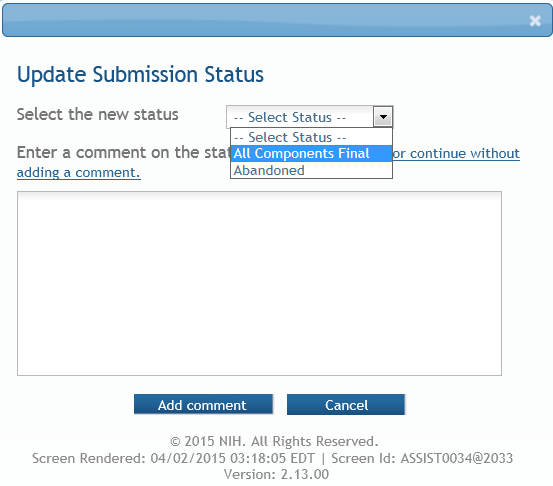 Update Submission Status
Select the new status
-- Select Status --
-- Select Status --
All Components Final
Abandoned
Enter a comment on the stat
or continue without
adding a comment.
Add comment
Cancel
© 2015 NIH. All Rights Reserved.
Screen Rendered: 04/02/2015 03:18:05 EDT | Screen Id: ASSIST0034@2033
Version: 2.13.00